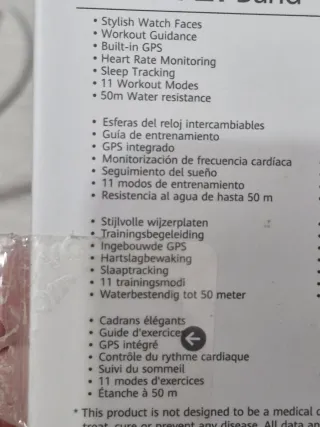 Band
• Stylish Watch Faces
• Workout Guidance
• Built-in GPS
• Heart Rate Monitoring
• Sleep Tracking
• 11 Workout Modes
• 50m Water resistance
• Esferas del reloj intercambiables
• Guía de entrenamiento
• GPS integrado
• Monitorización de frecuencia cardíaca
• Seguimiento del sueño
• 11 modos de entrenamiento
• Resistencia al agua de hasta 50 m
• Stijlvolle wijzerplaten
• Trainingsbegeleiding
• Ingebouwde GPS
• Hartslagbewaking
• Slaaptracking
• 11 trainingsmodi
• Waterbestendig tot 50 meter
• Cadrans élégants
• Guide d'exercices
• GPS intégré
• Contrôle du rythme cardiaque
• Suivi du sommeil
• 11 modes d'exercices
• Étanche à 50 m
* This product is not designed to be a medical
treat, cure or prevent any disease. All data an